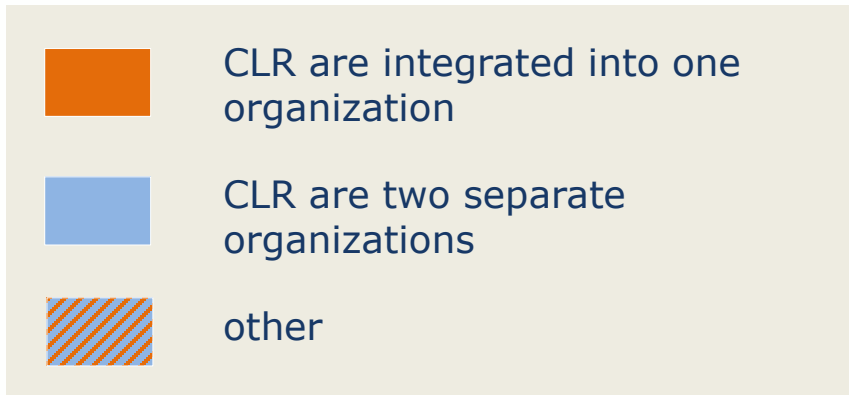 CLR are integrated into one
organization
CLR are two separate
organizations
other